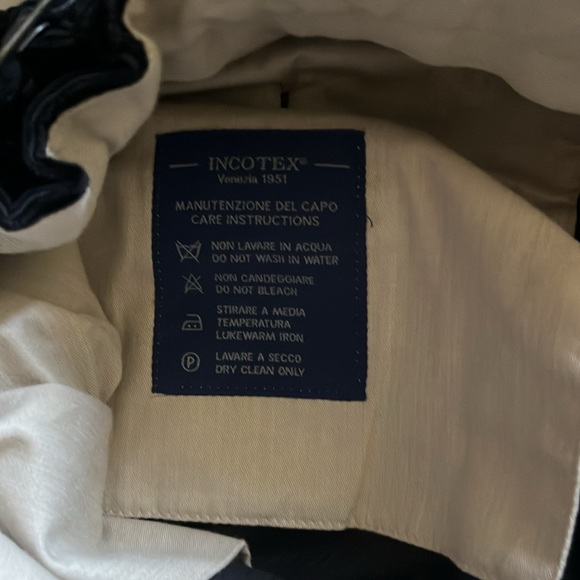 INCOTEX®
Venezia 1951
MANUTENZIONE DEL CAPO
CARE INSTRUCTIONS
NON LAVARE IN ACQUA
DO NOT WASH IN WATER
NON CANDEGGIARE
DO NOT BLEACH
STIRARE A MEDIA
TEMPERATURA
LUKEWARM IRON
P
LAVARE A SECCO
DRY CLEAN ONLY